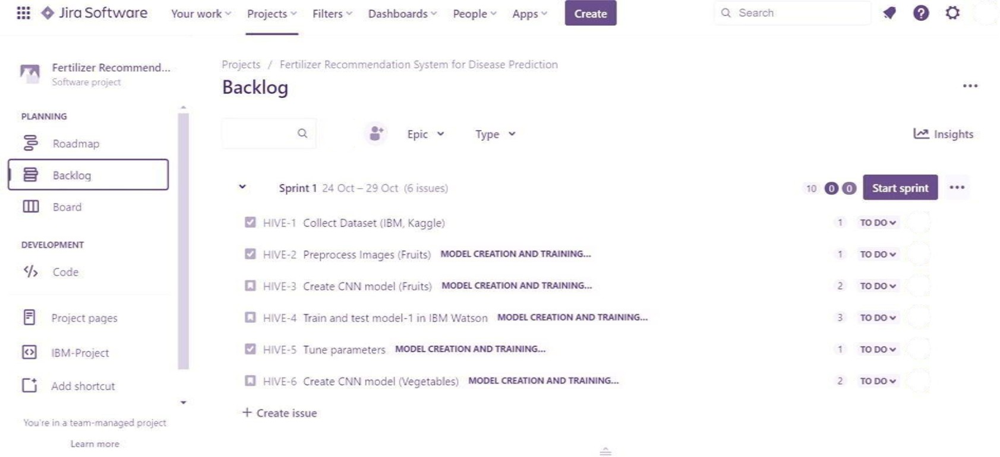 Jira Software Your work Projects Filters Dashboards People Apps Create Search
Fertilizer Recommend...
Software project
PLANNING
Roadmap
Backlog
Board
DEVELOPMENT
Code
Project pages
IBM-Project
Add shortcut
You're in a team-managed project
Learn more
Projects / Fertilizer Recommendation System for Disease Prediction
Backlog
Epic Type Insights
Sprint 1 24 Oct – 29 Oct (6 issues) 10 0 0 Start sprint
HIVE-1 Collect Dataset (IBM, Kaggle) 1 TO DO
HIVE-2 Preprocess Images (Fruits) MODEL CREATION AND TRAINING... 1 TO DO
HIVE-3 Create CNN model (Fruits) MODEL CREATION AND TRAINING... 2 TO DO
HIVE-4 Train and test model-1 in IBM Watson MODEL CREATION AND TRAINING... 3 TO DO
HIVE-5 Tune parameters MODEL CREATION AND TRAINING... 1 TO DO
HIVE-6 Create CNN model (Vegetables) MODEL CREATION AND TRAINING... 2 TO DO
+ Create issue